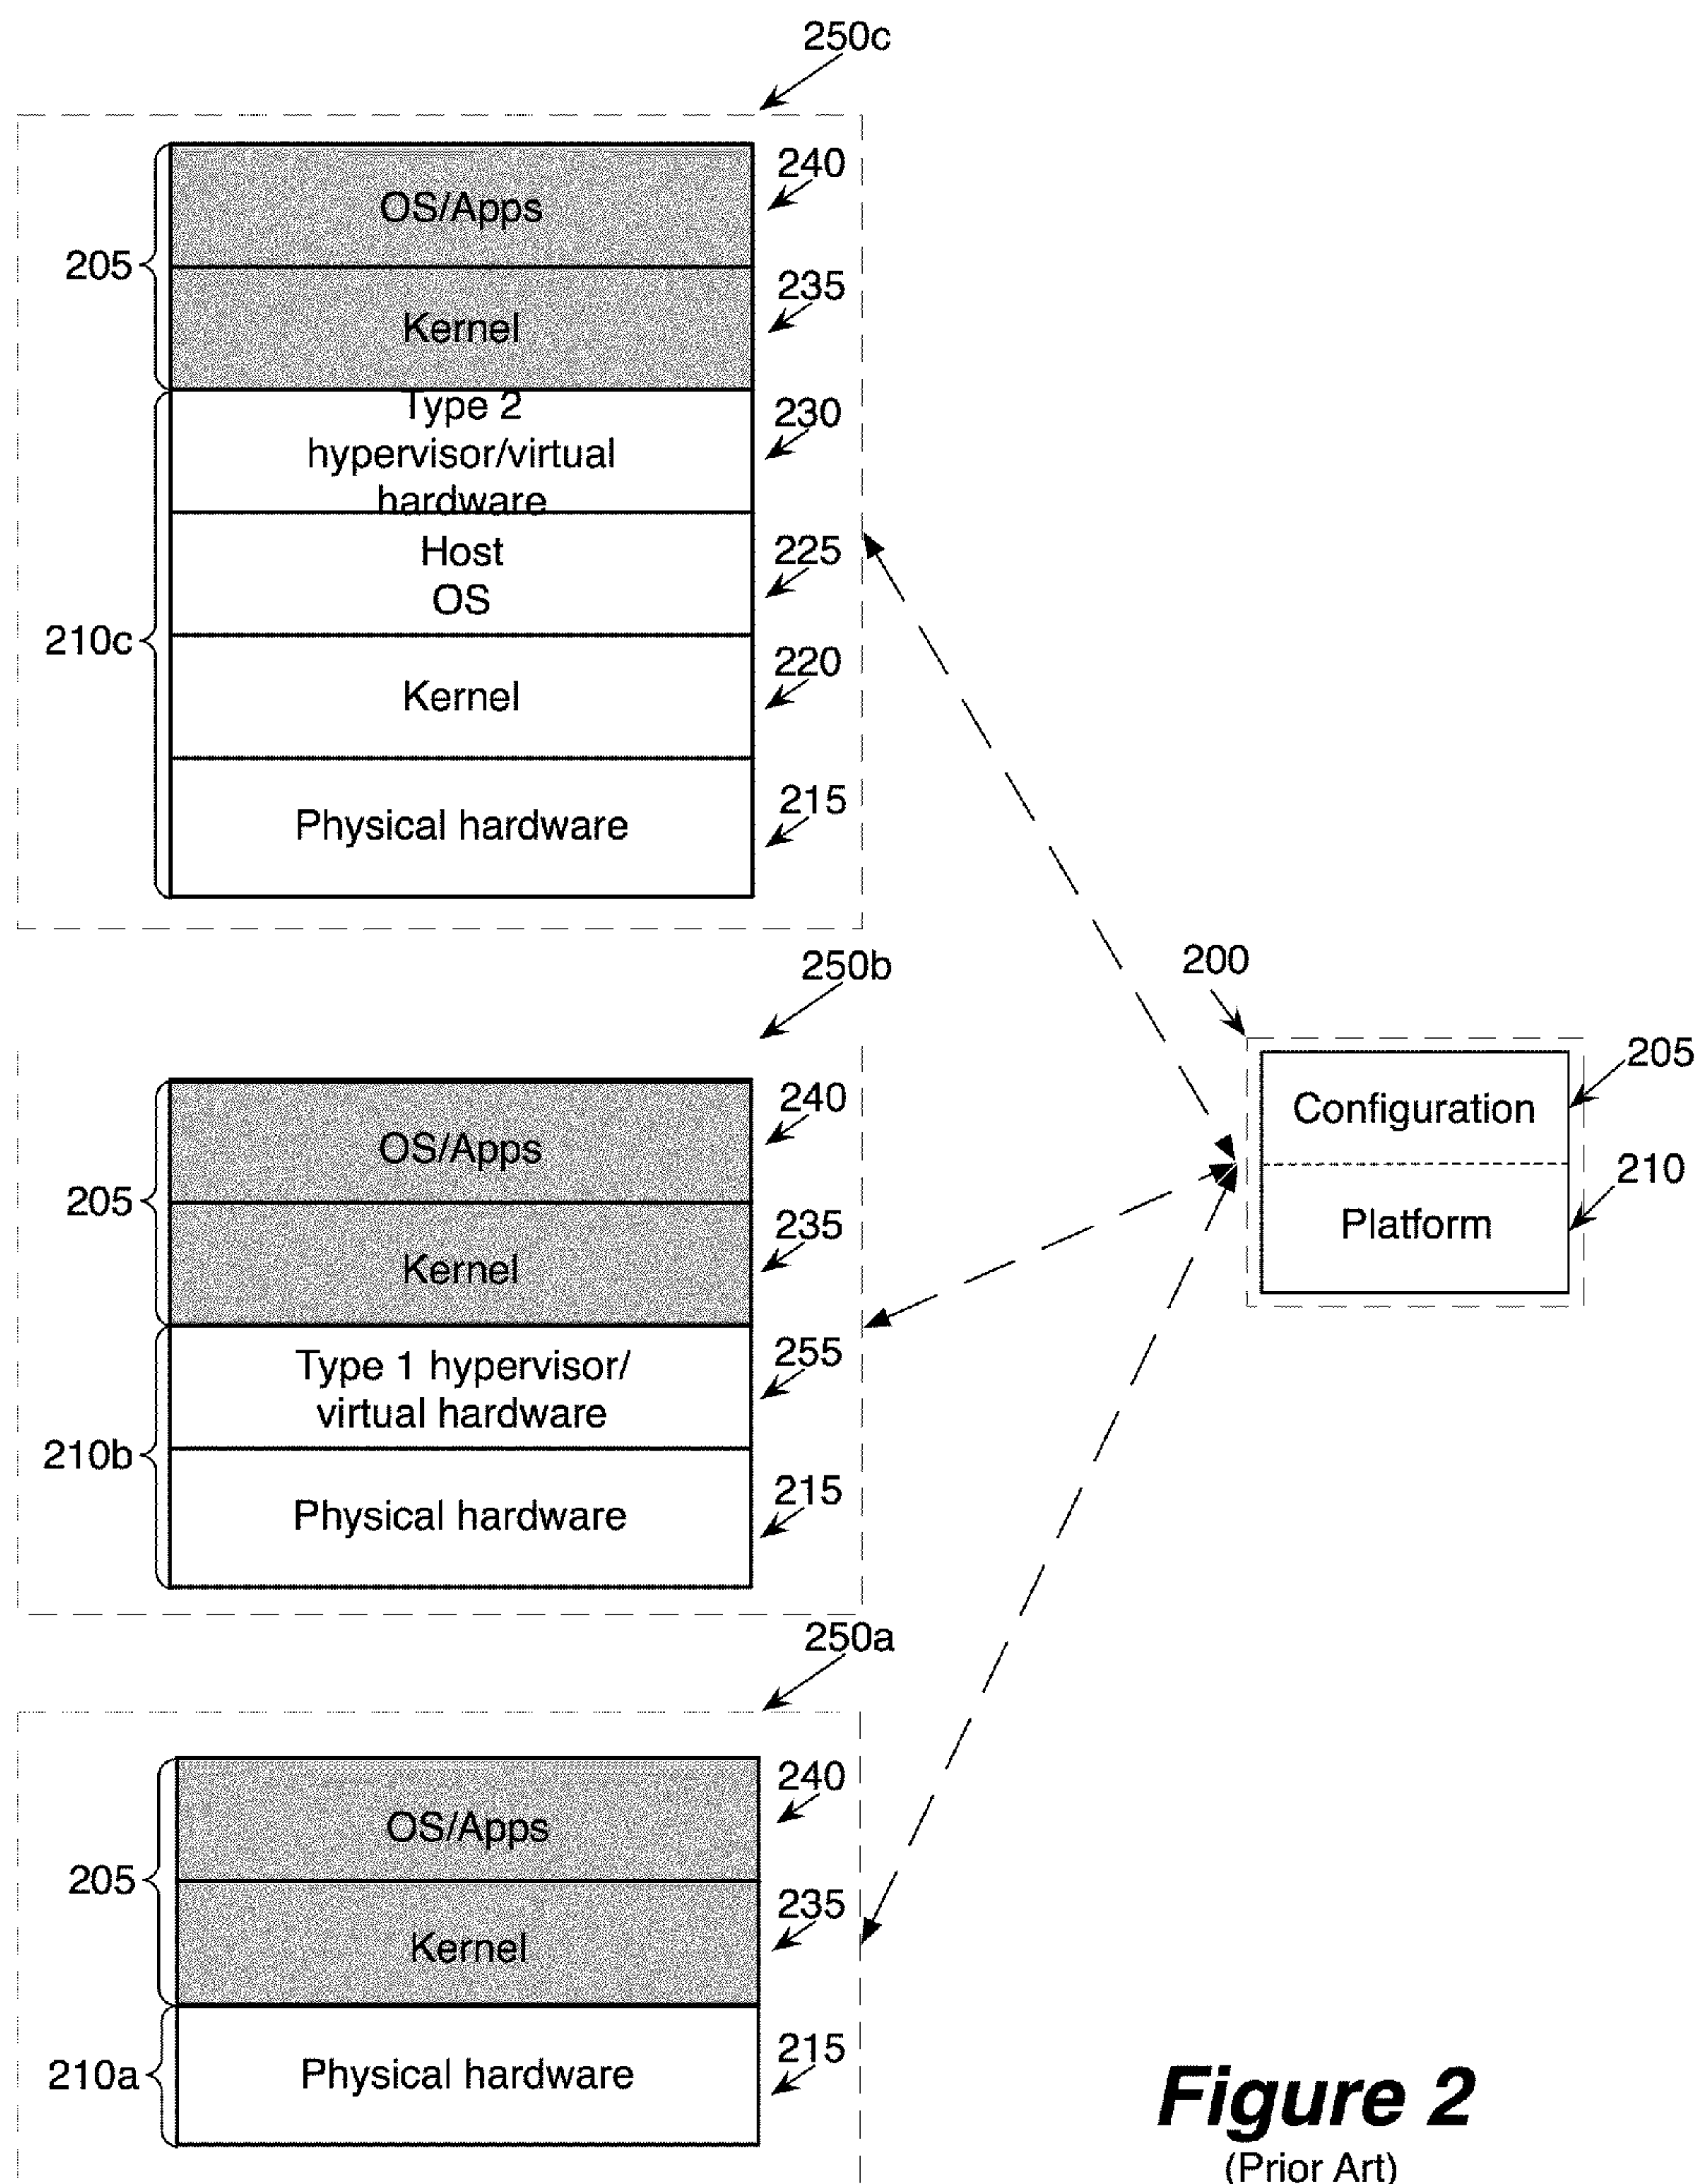 250c
240
OS/Apps
205
235
Kernel
Type 2
hypervisor/virtual
hardware
230
Host
OS
225
210c
220
Kernel
215
Physical hardware
250b
200
205
Configuration
210
Platform
240
OS/Apps
205
235
Kernel
255
Type 1 hypervisor/
virtual hardware
210b
215
Physical hardware
250a
240
OS/Apps
205
235
Kernel
215
210a
Physical hardware
Figure 2
(Prior Art)